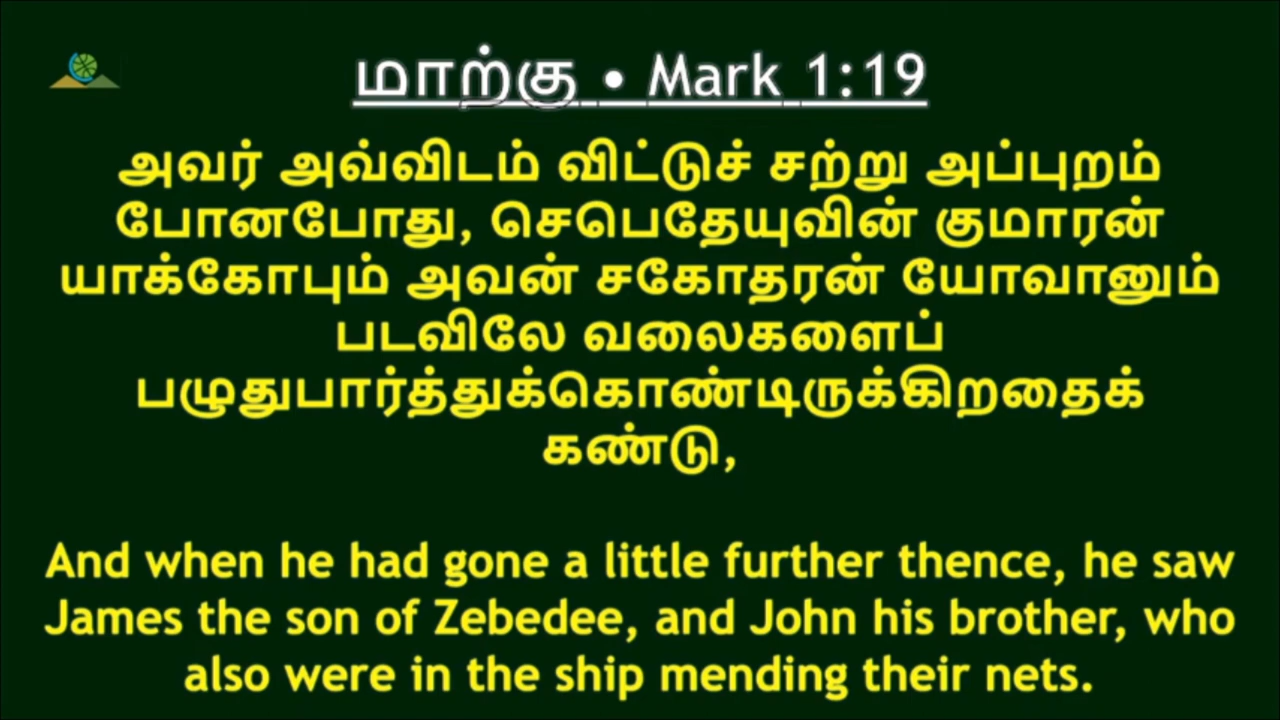 மாற்கு • Mark 1:19
அவர் அவ்விடம் விட்டுச் சற்று அப்புறம்
போனபோது, செபெதேயுவின் குமாரன்
யாக்கோபும் அவன் சகோதரன் யோவானும்
படவிலே வலைகளைப்
பழுதுபார்த்துக்கொண்டிருக்கிறதைக்
கண்டு,
And when he had gone a little further thence, he saw
James the son of Zebedee, and John his brother, who
also were in the ship mending their nets.